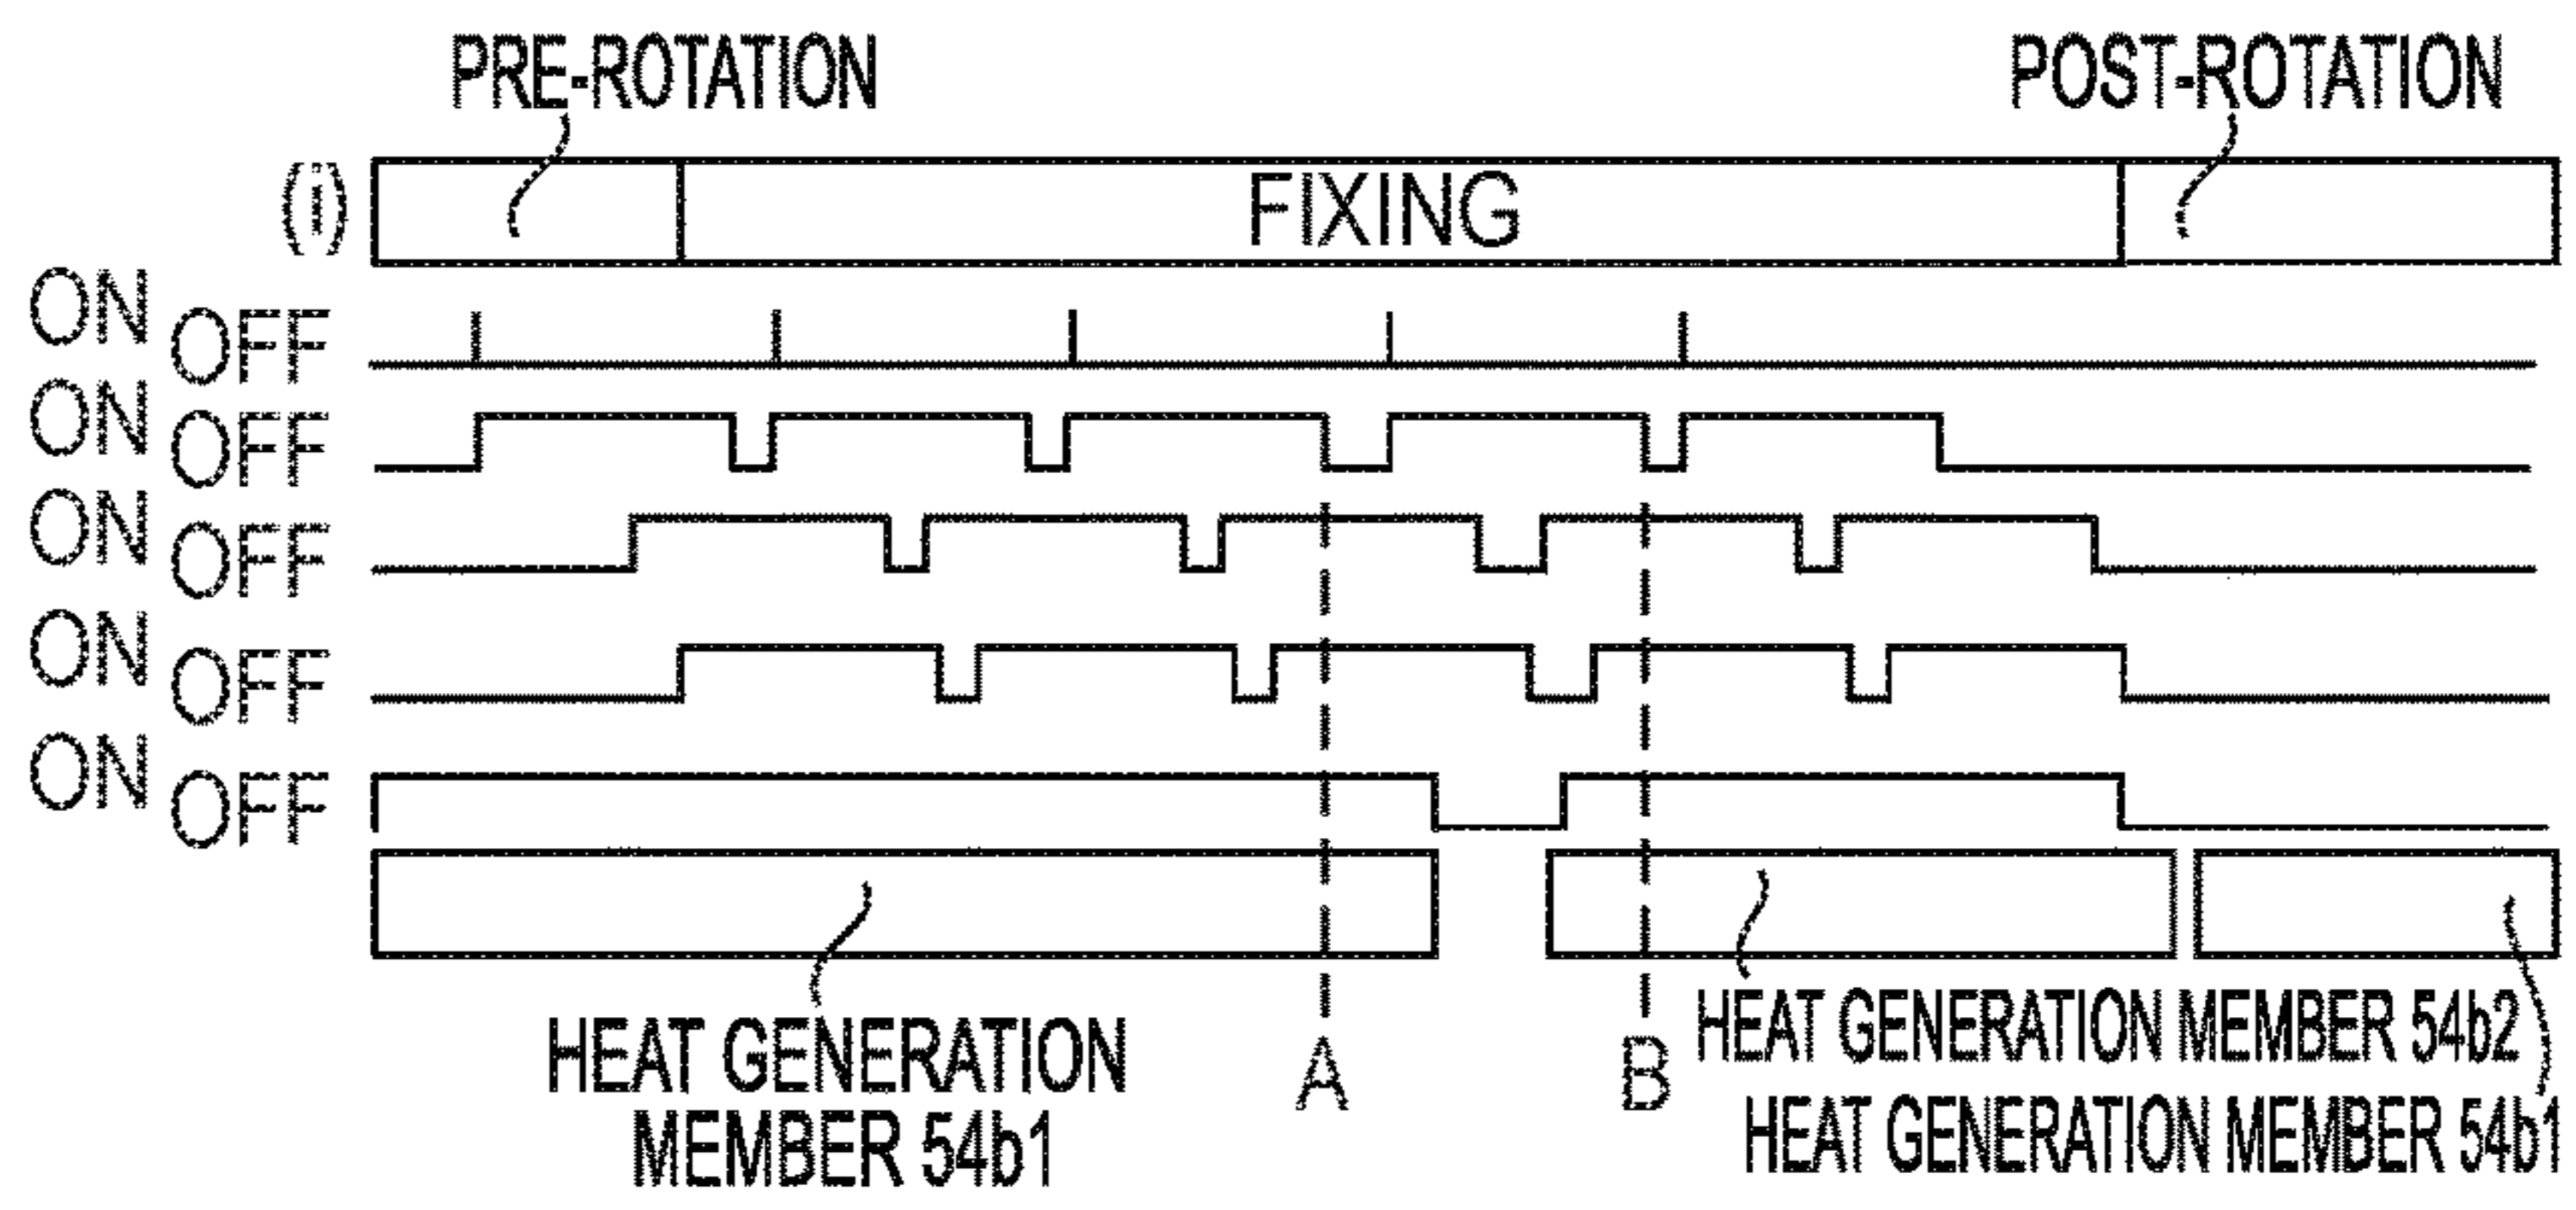 PRE-ROTATION
POST-ROTATION
(i)
FIXING
ON
OFF
ON
OFF
ON
OFF
ON
OFF
ON
OFF
HEAT GENERATION
MEMBER 54b1
A
B
HEAT GENERATION MEMBER 54b2
HEAT GENERATION MEMBER 54b1